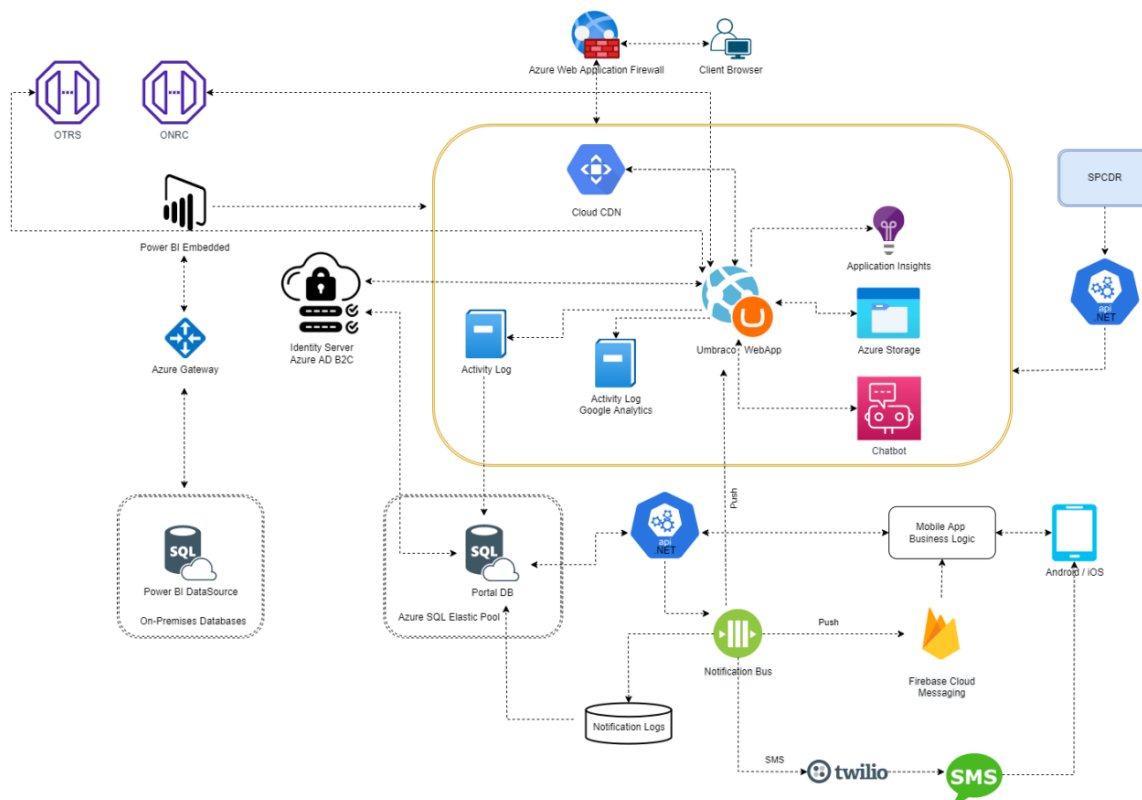 Azure Web Application Firewall
Client Browser
OTRS
ONRC
SPCDR
Cloud CDN
Power BI Embedded
Application Insights
api
.NET
Identity Server
Azure AD B2C
Umbraco WebApp
Azure Storage
Azure Gateway
Activity Log
Activity Log
Google Analytics
Chatbot
Push
SQL
Power BI DataSource
On-Premises Databases
SQL
Portal DB
Azure SQL Elastic Pool
api
.NET
Mobile App
Business Logic
Android / iOS
Notification Bus
Push
Firebase Cloud
Messaging
Notification Logs
SMS
twilio
SMS